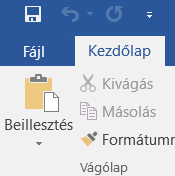 Fájl Kezdőlap
Kivágás
Másolás
Beillesztés
Formátumm
Vágólap